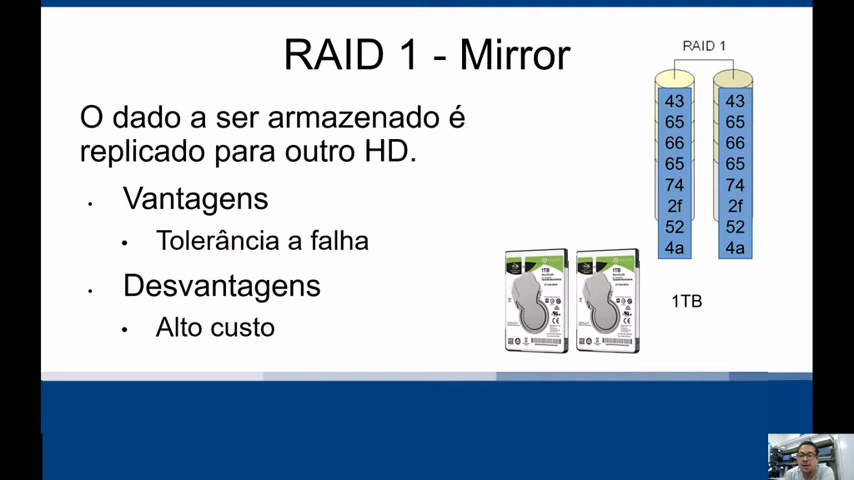 RAID 1 - Mirror
O dado a ser armazenado é
replicado para outro HD.
Vantagens
Tolerância a falha
Desvantagens
Alto custo
RAID 1
43 43
65 65
66 66
65 65
74 74
2f 2f
52 52
4a 4a
1TB 1TB
1TB